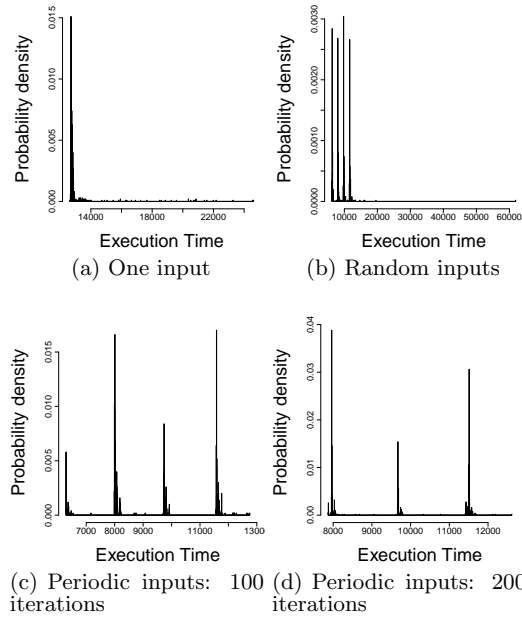 Probability density
0.000 0.005 0.010 0.015
14000 18000 22000
Execution Time
(a) One input
Probability density
0.0000 0.0010 0.0020 0.0030
10000 20000 30000 40000 50000 60000
Execution Time
(b) Random inputs
Probability density
0.000 0.005 0.010 0.015
7000 9000 11000 1300
Execution Time
(c) Periodic inputs: 100 iterations
Probability density
0.00 0.01 0.02 0.03 0.04
8000 9000 10000 11000 12000
Execution Time
(d) Periodic inputs: 200 iterations